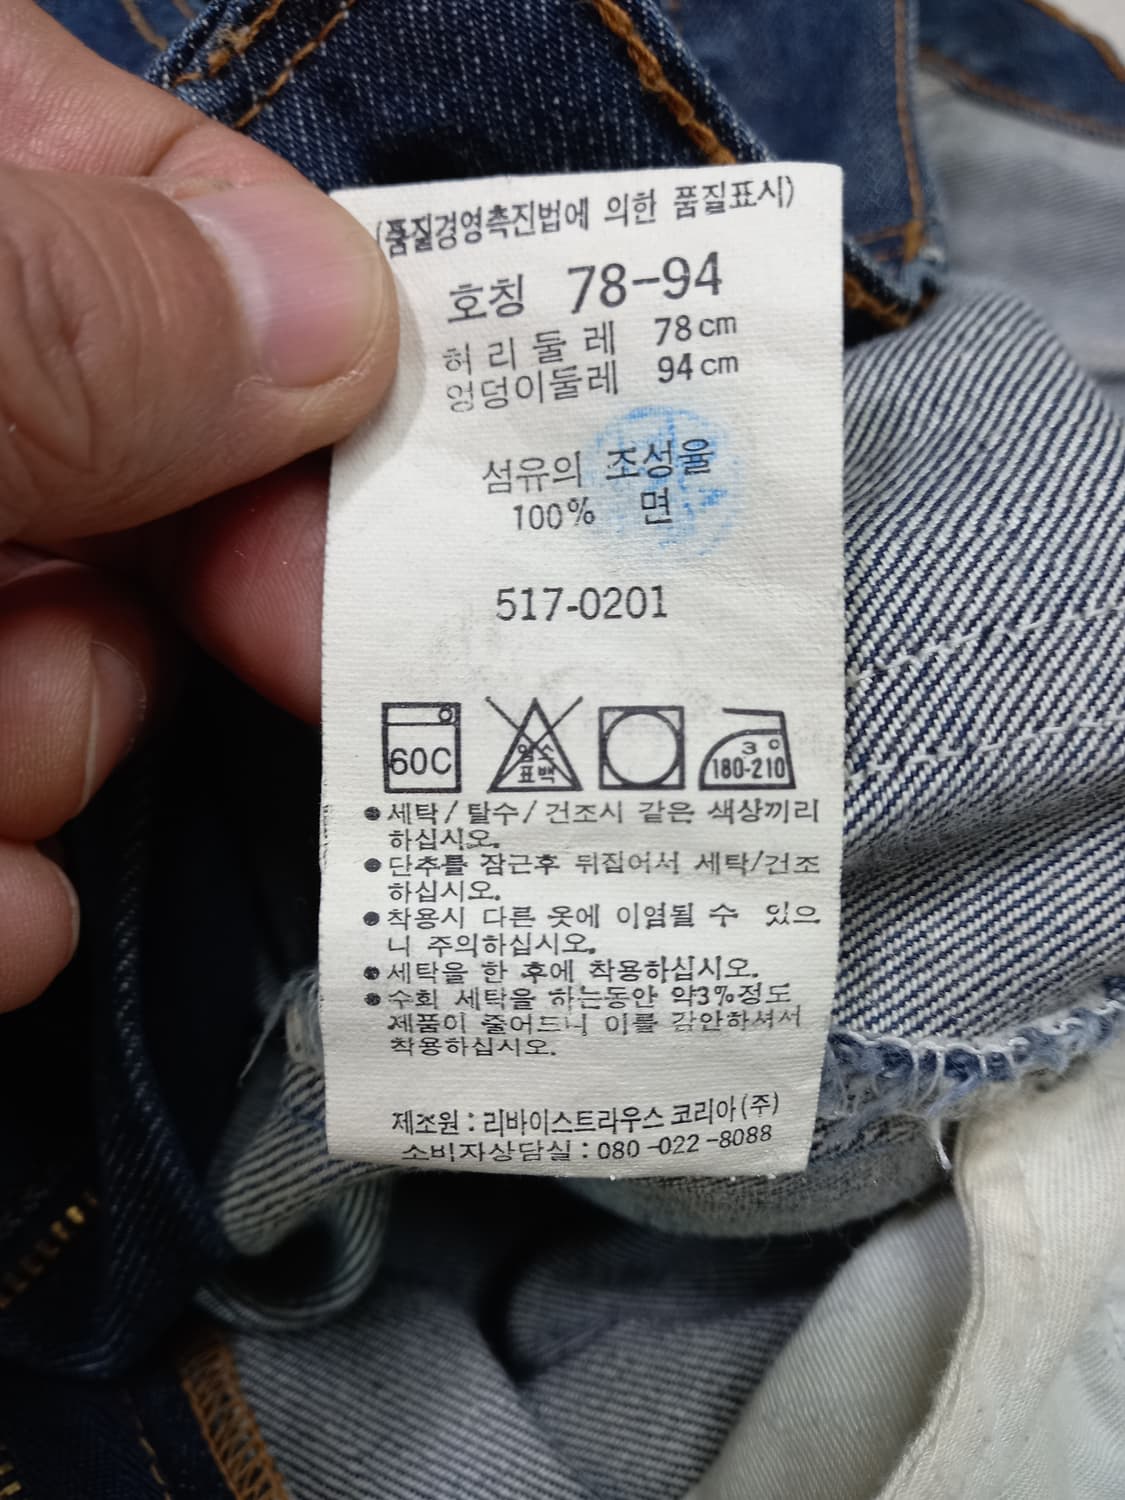 (품질경영촉진법에 의한 품질표시)
호칭 78-94
허리둘레 78cm
엉덩이둘레 94cm
섬유의 조성율
100% 면
517-0201
60C
염소
표백
3
180-210
●세탁/탈수/건조시 같은 색상끼리
하십시오.
●단추를 잠근후 뒤집어서 세탁/건조
하십시오.
●착용시 다른 옷에 이염될 수 있으
니 주의하십시오.
●세탁을 한 후에 착용하십시오.
●수회 세탁을 하는동안 약3%정도
제품이 줄어드니 이를 감안하셔서
착용하십시오.
제조원 : 리바이스트라우스 코리아(주)
소비자상담실 : 080-022-8088